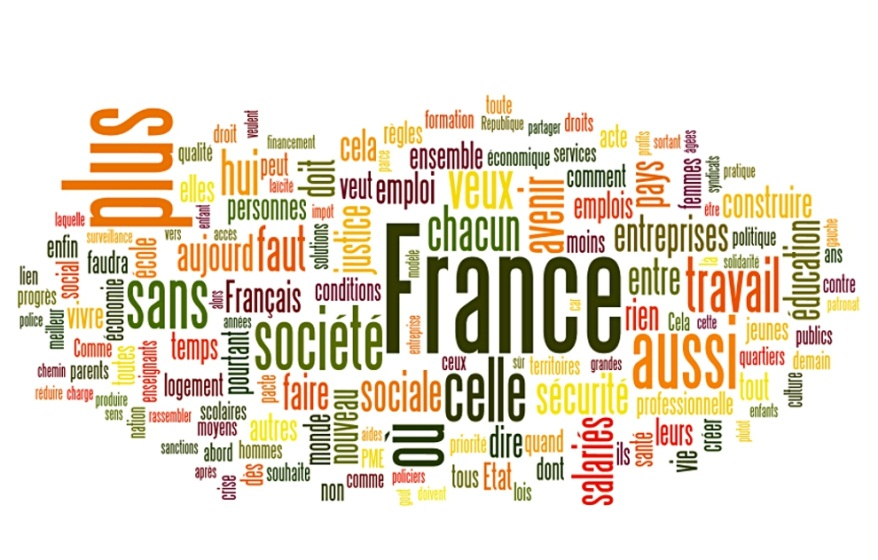 toute
formation
République
partager
droits
droit
veulent
règles
acte
profits
sortant
âgées
financement
cela
parce
ensemble
économique
services
qualité
plus
hui
peut
laïcité
doit
veut
emploi
veux
-
avenir
comment
pays
femmes
syndicats
pratique
elles
enfant
personnes
impot
solutions
justice
chacun
emplois
être
construire
laquelle
surveillance
vers
accès
enfin
école
aujourd
faut
modèle
France
moins
entreprises
politique
éducation
gauche
lien
social
faudra
économie
sans
alors
Français
conditions
entre
la
solidarité
travail
ans
contre
progrès
police
meilleur
vivre
années
société
entreprise
car
rien
Cela
cette
jeunes
publics
patronat
Comme
toutes
enseignants
temps
pourtant
ceux
sûr
territoires
grandes
aussi
quartiers
demain
chemin
parents
logement
pacte
faire
sociale
celle
sécurité
professionnelle
tout
culture
réduire
charge
produire
sens
nation
rassembler
scolaires
moyens
autres
monde
nouveau
aides
où
priorité
dire
quand
salariés
ils
santé
leurs
vie
créer
plutôt
enfants
sanctions
abord
hommes
PME
après
crise
dès
souhaite
non
comme
policiers
gout
doivent
tous
Etat
lois
dont